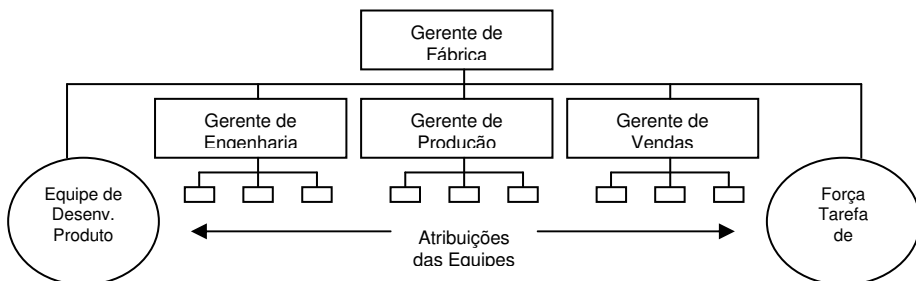 Gerente de
Fábrica
Gerente de
Engenharia
Gerente de
Produção
Gerente de
Vendas
Equipe de
Desenv.
Produto
Força
Tarefa
de
Atribuições
das Equipes